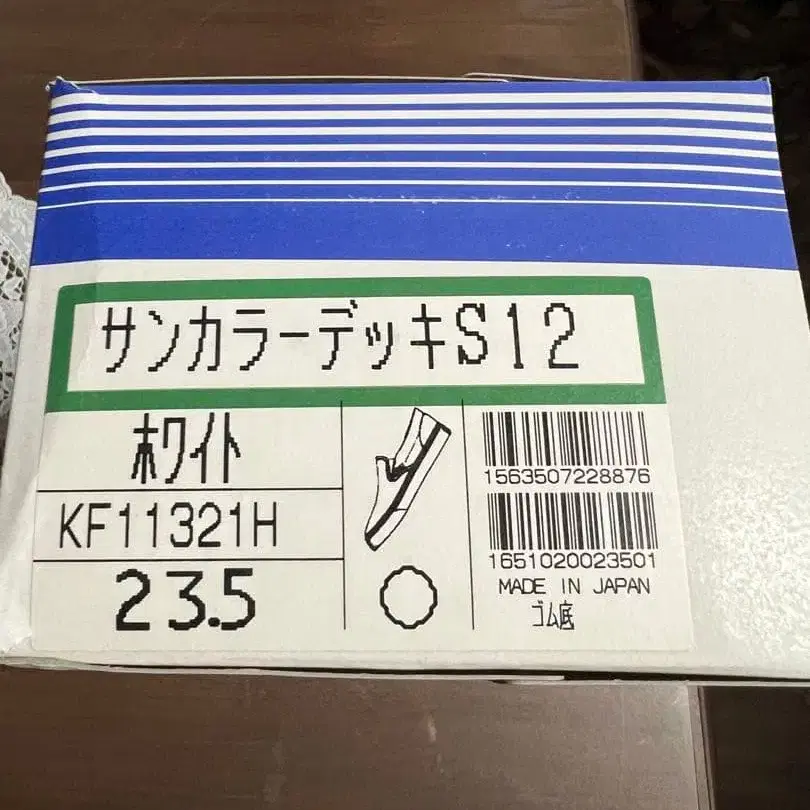 サンカラーデッキS12
ホワイト
KF11321H
23.5
1563507228876
1651020023501
MADE IN JAPAN
ゴム底